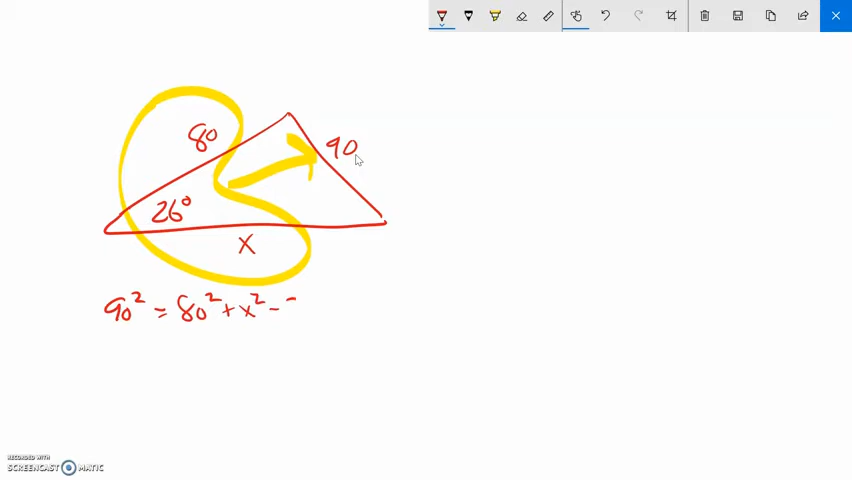 80
90
26°
x
90² = 80² + x² -
RECORDED WITH
SCREENCAST MATIC